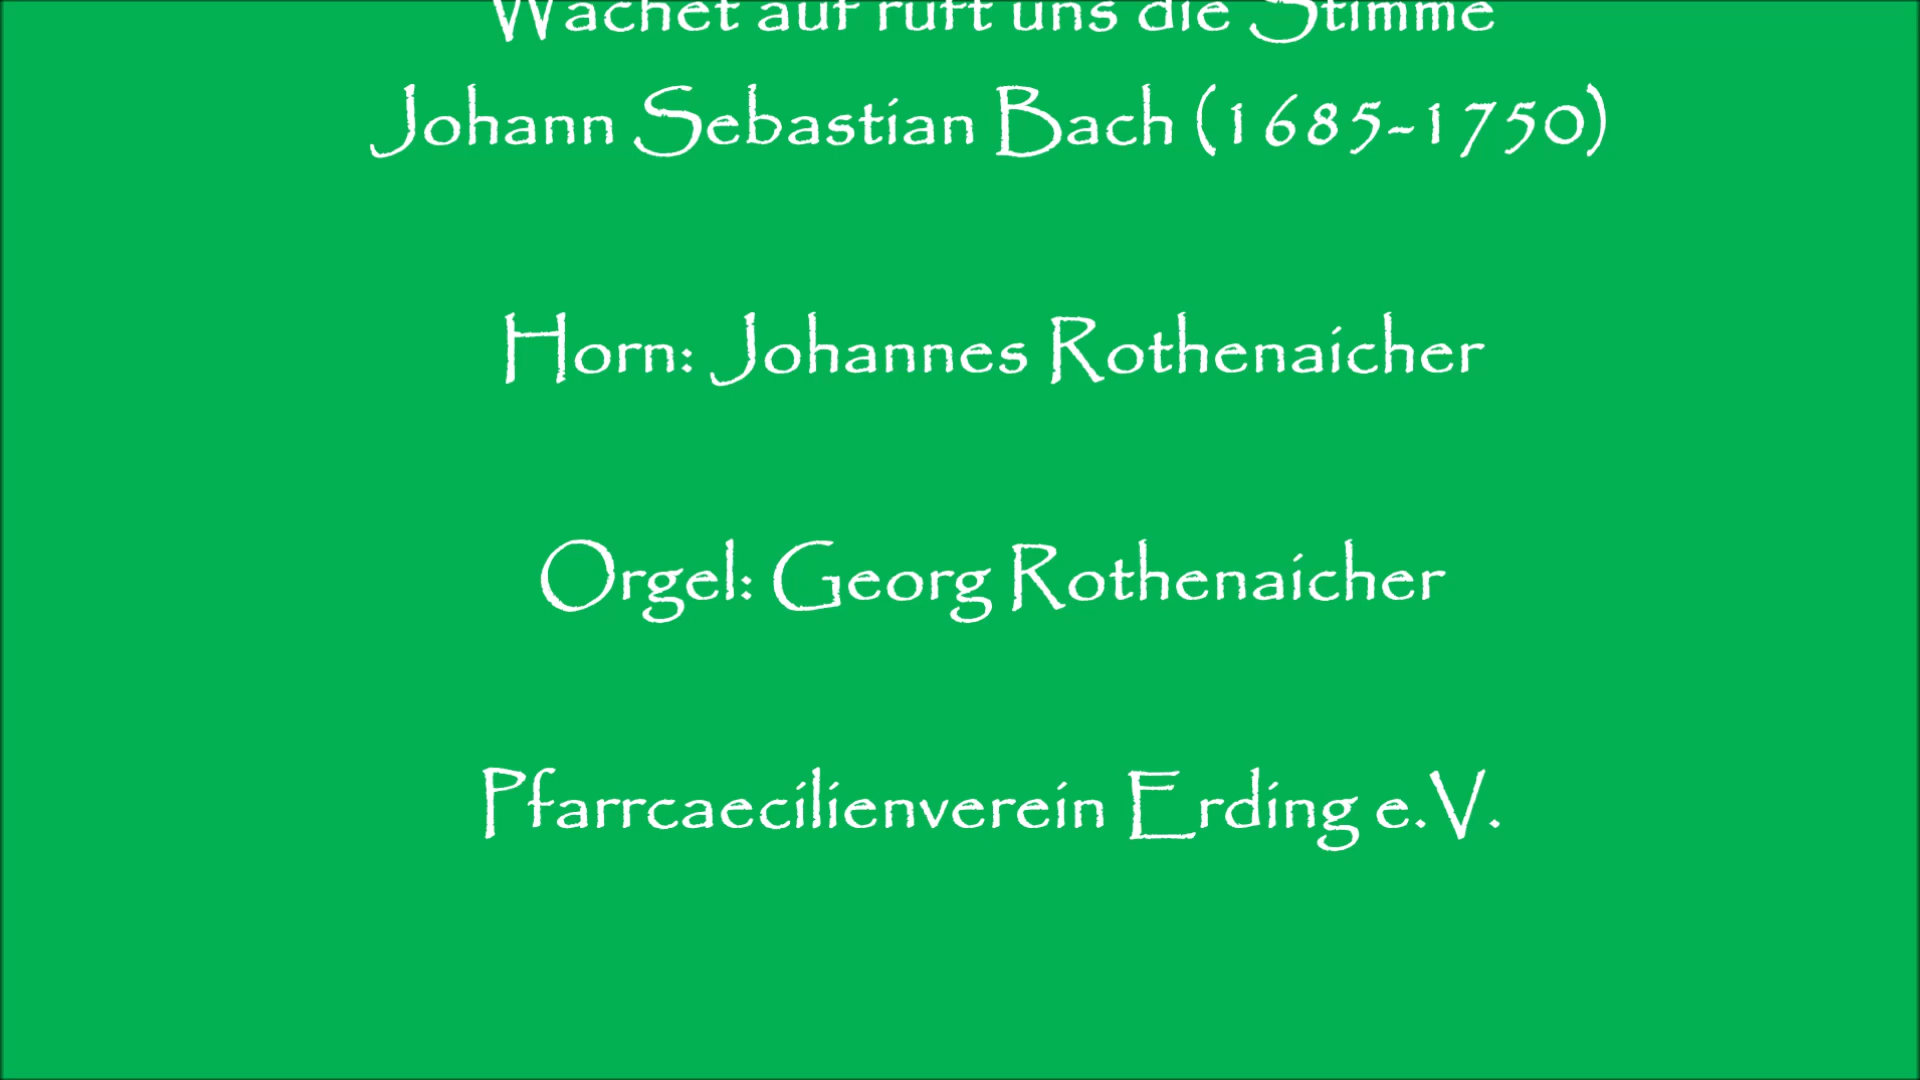 Wachet auf ruft uns die Stimme
Johann Sebastian Bach (1685-1750)
Horn: Johannes Rothenaicher
Orgel: Georg Rothenaicher
Pfarrcaecilienverein Erding e.V.